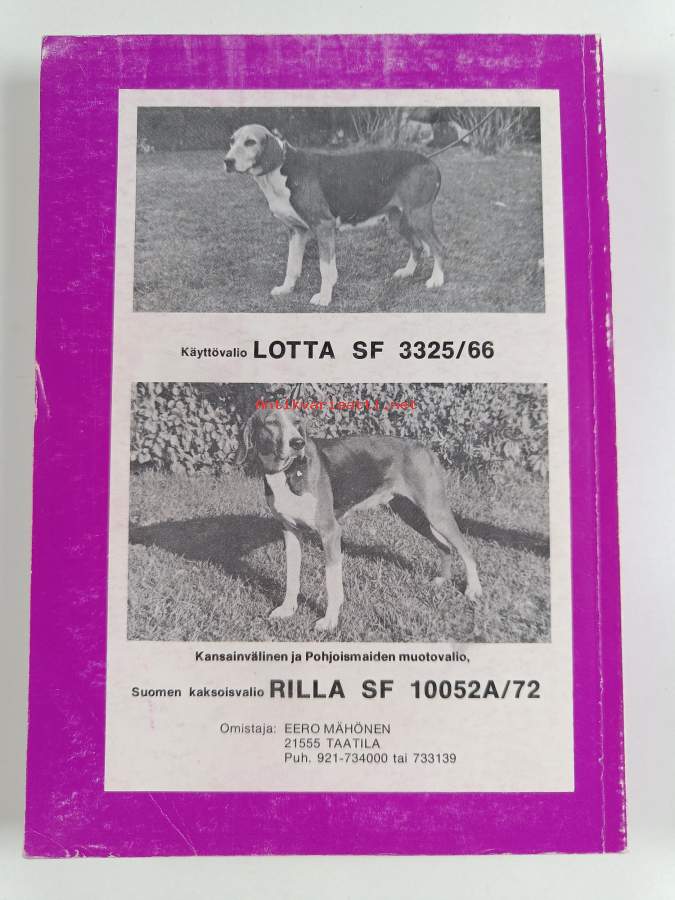 Käyttövalio LOTTA SF 3325/66
Antikvariaatti.net
Kansainvälinen ja Pohjoismaiden muotovalio,
Suomen kaksoisvalio RILLA SF 10052A/72
Omistaja: EERO MÄHÖNEN
21555 TAATILA
Puh. 921-734000 tai 733139